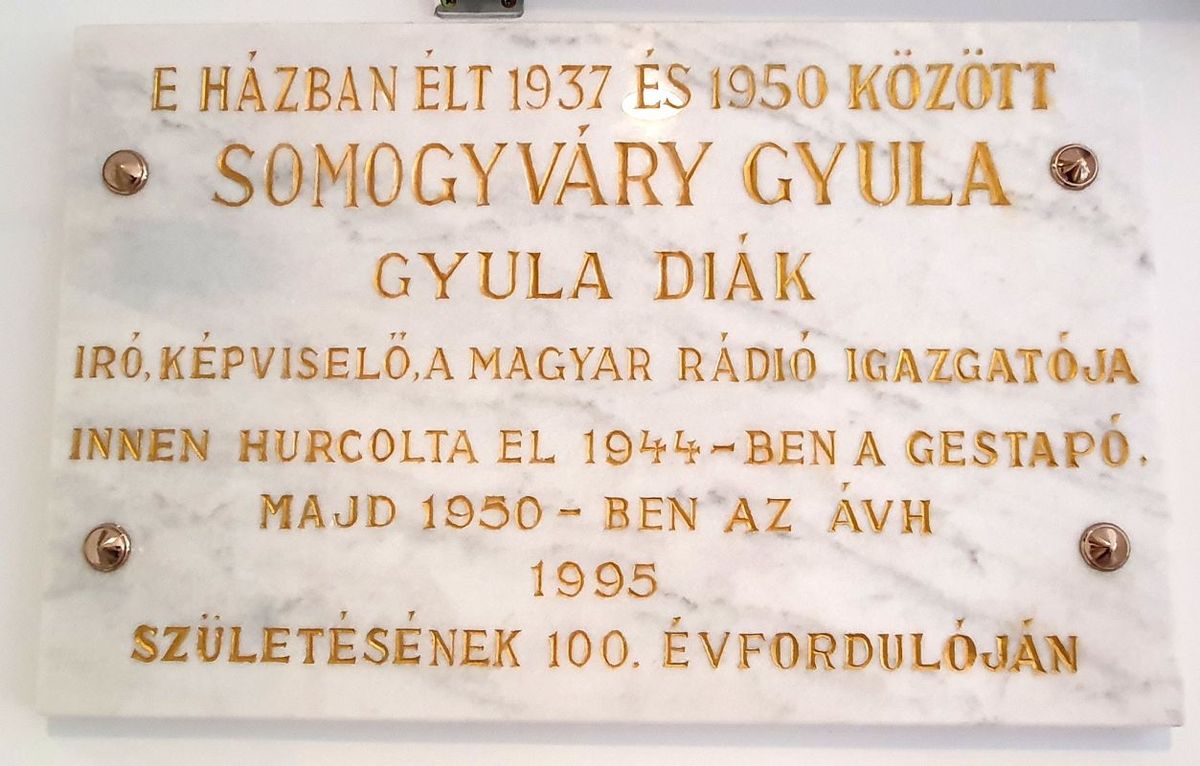 E HÁZBAN ÉLT 1937 ÉS 1950 KÖZÖTT
SOMOGYVÁRY GYULA
GYULA DIÁK
IRÓ, KÉPVISELŐ, A MAGYAR RÁDIÓ IGAZGATÓJA
INNEN HURCOLTA EL 1944-BEN A GESTAPÓ.
MAJD 1950-BEN AZ ÁVH
1995
SZÜLETÉSÉNEK 100. ÉVFORDULÓJÁN